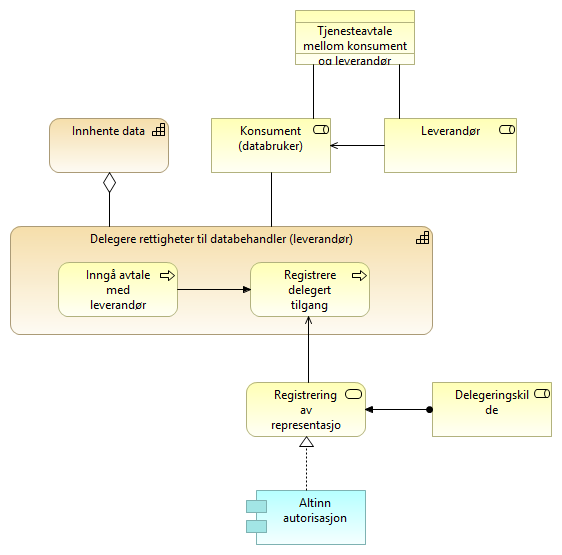 Tjenesteavtale
mellom konsument
og leverandør
Innhente data
Konsument
(databruker)
Leverandør
Delegere rettigheter til databehandler (leverandør)
Inngå avtale
med
leverandør
Registrere
delegert
tilgang
Registrering
av
representasjo
Delegeringskil
de
Altinn
autorisasjon